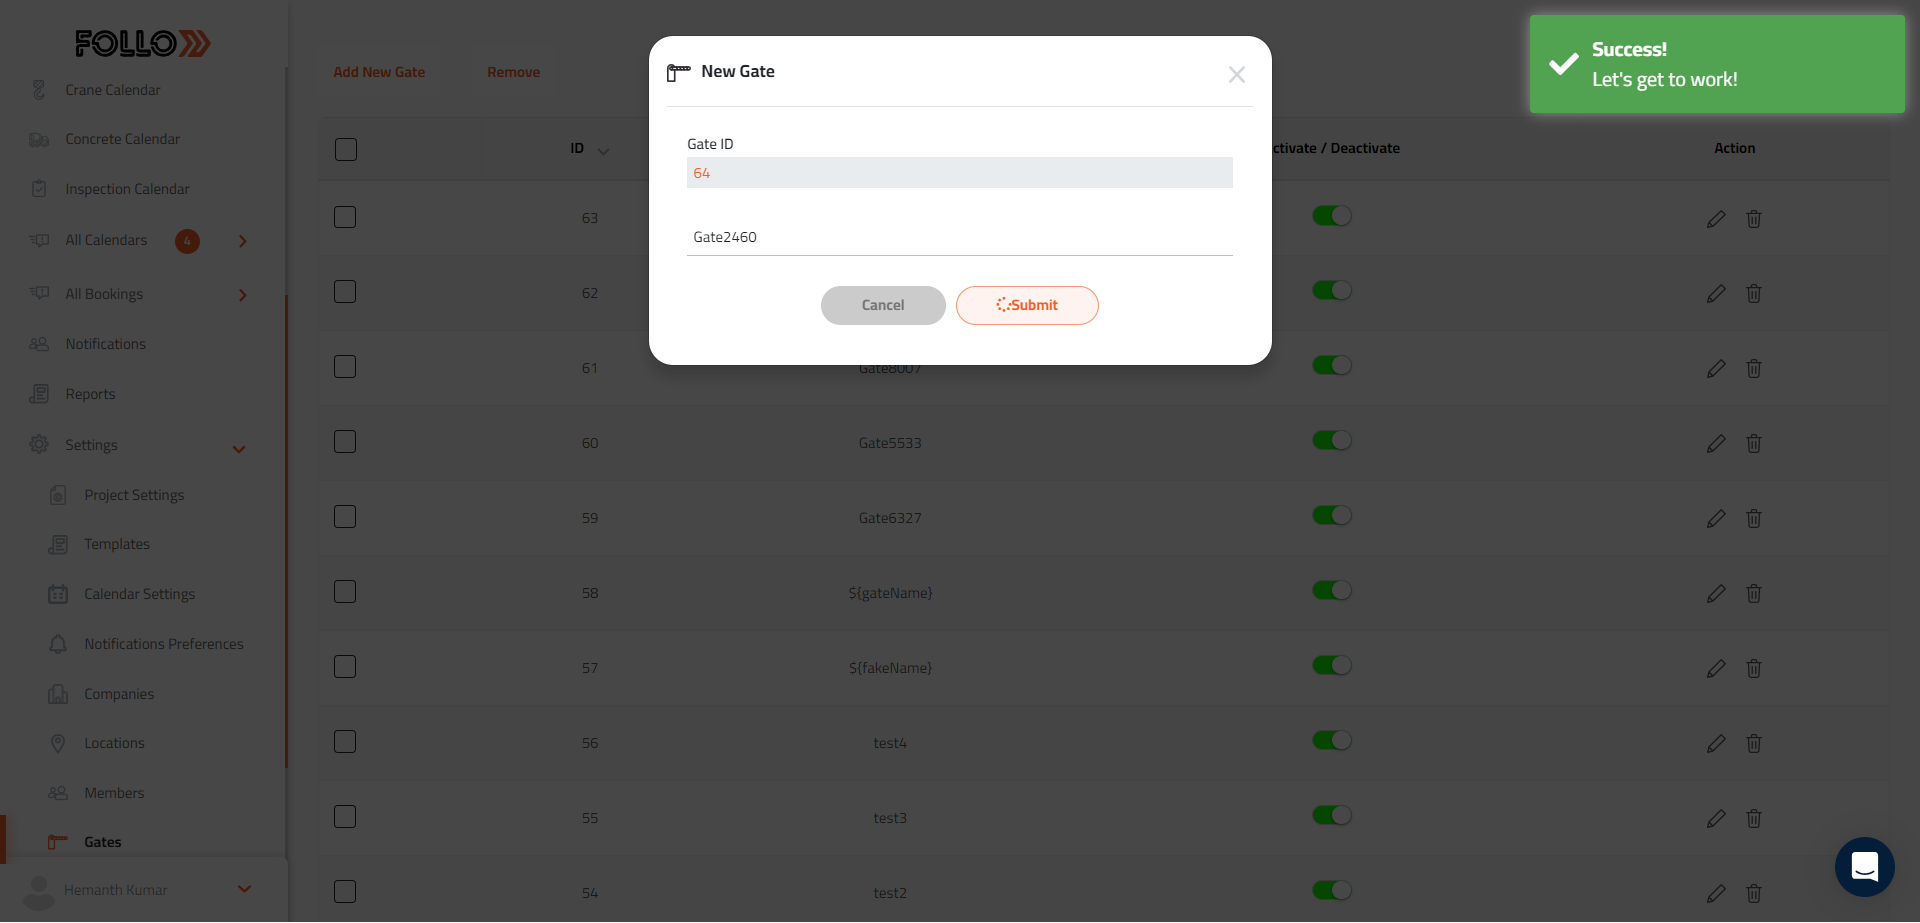 FOLLO
Crane Calendar
Concrete Calendar
Inspection Calendar
All Calendars 4
All Bookings
Notifications
Reports
Settings
Project Settings
Templates
Calendar Settings
Notifications Preferences
Companies
Locations
Members
Gates
Hemanth Kumar
Add New Gate Remove
ID ctivate / Deactivate Action
63
62
61 Gate8007
60 Gate5533
59 Gate6327
58 ${gateName}
57 ${fakeName}
56 test4
55 test3
54 test2
New Gate
Gate ID
64
Gate2460
Cancel Submit
Success!
Let's get to work!